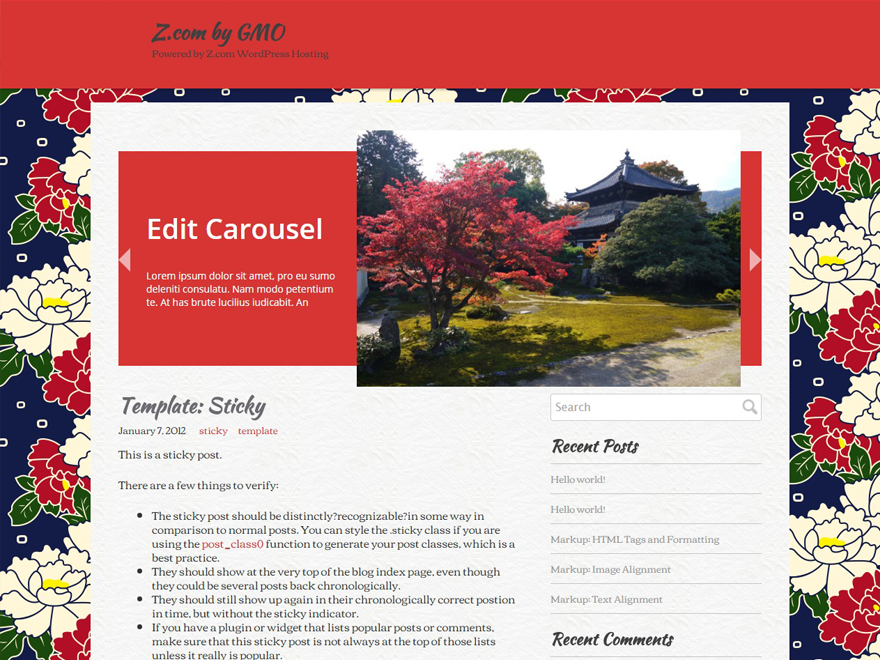 Z.com by GMO
Powered by Z.com WordPress Hosting
Edit Carousel
Lorem ipsum dolor sit amet, pro eu sumo
deleniti consulatu. Nam modo petentium
te. At has brute lucilius iudicabit. An
Template: Sticky
January 7, 2012 sticky template
This is a sticky post.
There are a few things to verify:
The sticky post should be distinctly?recognizable?in some way in
comparison to normal posts. You can style the .sticky class if you are
using the post_class() function to generate your post classes, which is a
best practice.
They should show at the very top of the blog index page, even though
they could be several posts back chronologically.
They should still show up again in their chronologically correct postion
in time, but without the sticky indicator.
If you have a plugin or widget that lists popular posts or comments,
make sure that this sticky post is not always at the top of those lists
unless it really is popular.
Search
Recent Posts
Hello world!
Hello world!
Markup: HTML Tags and Formatting
Markup: Image Alignment
Markup: Text Alignment
Recent Comments